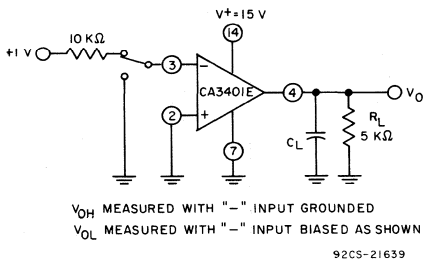 V+=15 V
10 KΩ
+1 V
14
3
−
CA3401E
4
VO
2
+
7
CL
RL
5 KΩ
VOH MEASURED WITH "−" INPUT GROUNDED
VOL MEASURED WITH "−" INPUT BIASED AS SHOWN
92CS-21639